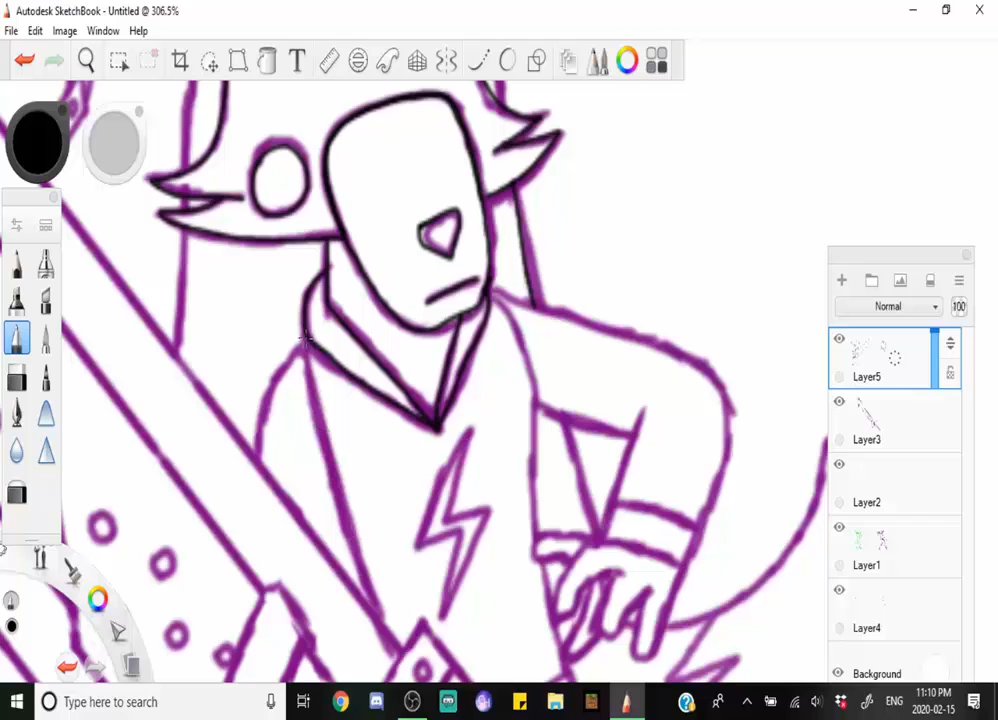 Autodesk SketchBook - Untitled @ 306.5%
File Edit Image Window Help
T
Normal 100
Layer5
Layer3
Layer2
Layer1
Layer4
Background
Type here to search
ENG
11:10 PM
2020-02-15